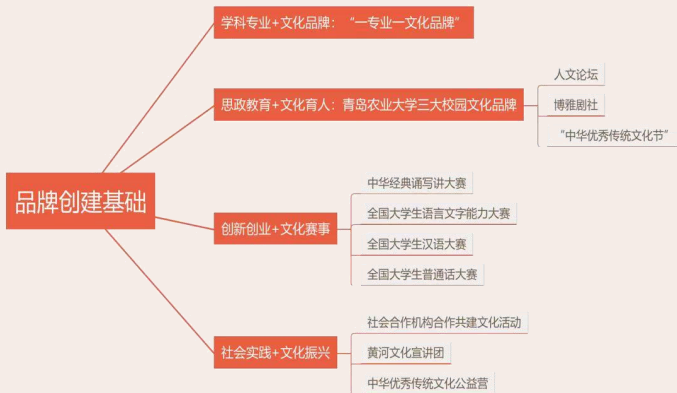 学科专业+文化品牌：“一专业一文化品牌”
人文论坛
思政教育+文化育人：青岛农业大学三大校园文化品牌
博雅剧社
“中华优秀传统文化节”
品牌创建基础
中华经典诵写讲大赛
全国大学生语言文字能力大赛
创新创业+文化赛事
全国大学生汉语大赛
全国大学生普通话大赛
社会合作机构合作共建文化活动
社会实践+文化振兴
黄河文化宣讲团
中华优秀传统文化公益营